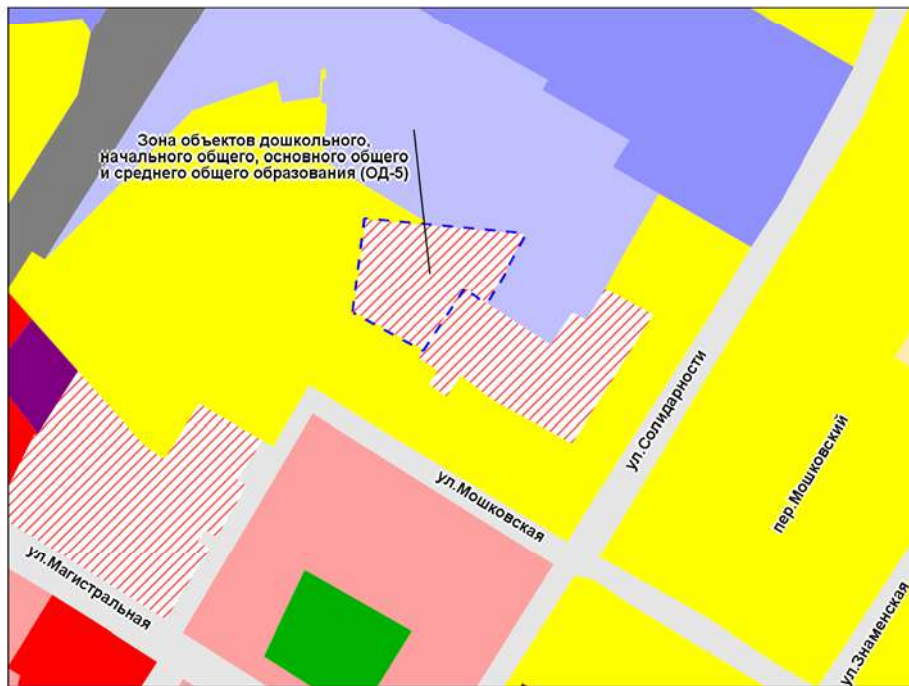 Зона объектов дошкольного,
начального общего, основного общего
и среднего общего образования (ОД-5)
ул.Солидарности
пер.Мошковский
ул.Мошковская
ул.Магистральная
ул.Знаменская